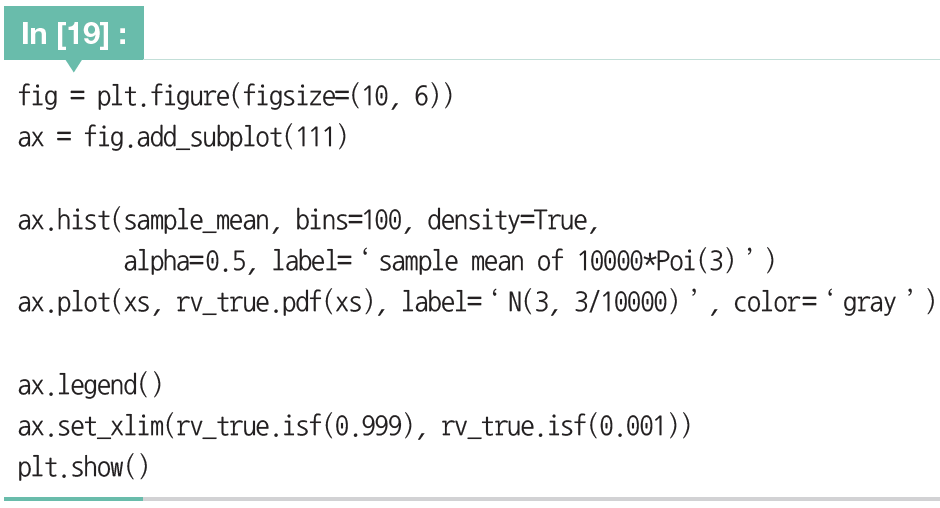 In [19] :
fig = plt.figure(figsize=(10, 6))
ax = fig.add_subplot(111)
ax.hist(sample_mean, bins=100, density=True,
alpha=0.5, label=‘sample mean of 10000*Poi(3)’)
ax.plot(xs, rv_true.pdf(xs), label=‘N(3, 3/10000)’, color=‘gray’)
ax.legend()
ax.set_xlim(rv_true.isf(0.999), rv_true.isf(0.001))
plt.show()